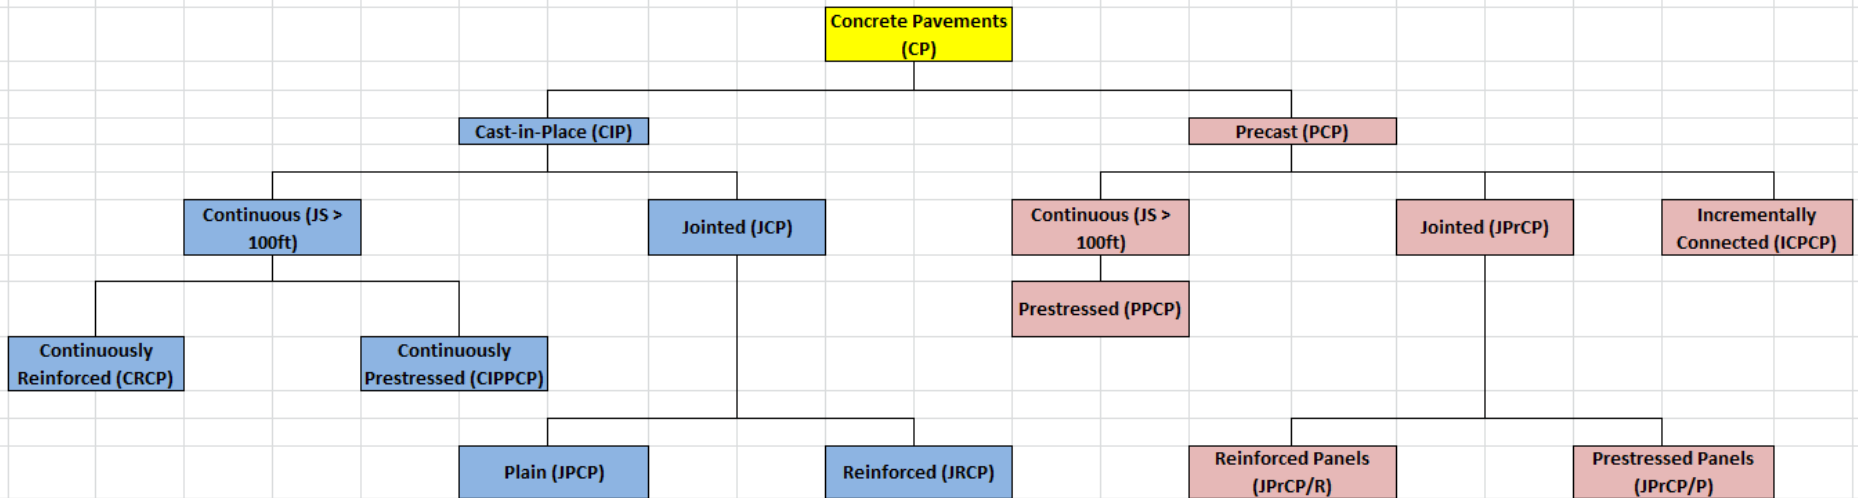 Concrete Pavements
(CP)
Cast-in-Place (CIP)
Precast (PCP)
Continuous (JS >
100ft)
Jointed (JCP)
Continuous (JS >
100ft)
Jointed (JPrCP)
Incrementally
Connected (ICPCP)
Prestressed (PPCP)
Continuously
Reinforced (CRCP)
Continuously
Prestressed (CIPPCP)
Plain (JPCP)
Reinforced (JRCP)
Reinforced Panels
(JPrCP/R)
Prestressed Panels
(JPrCP/P)